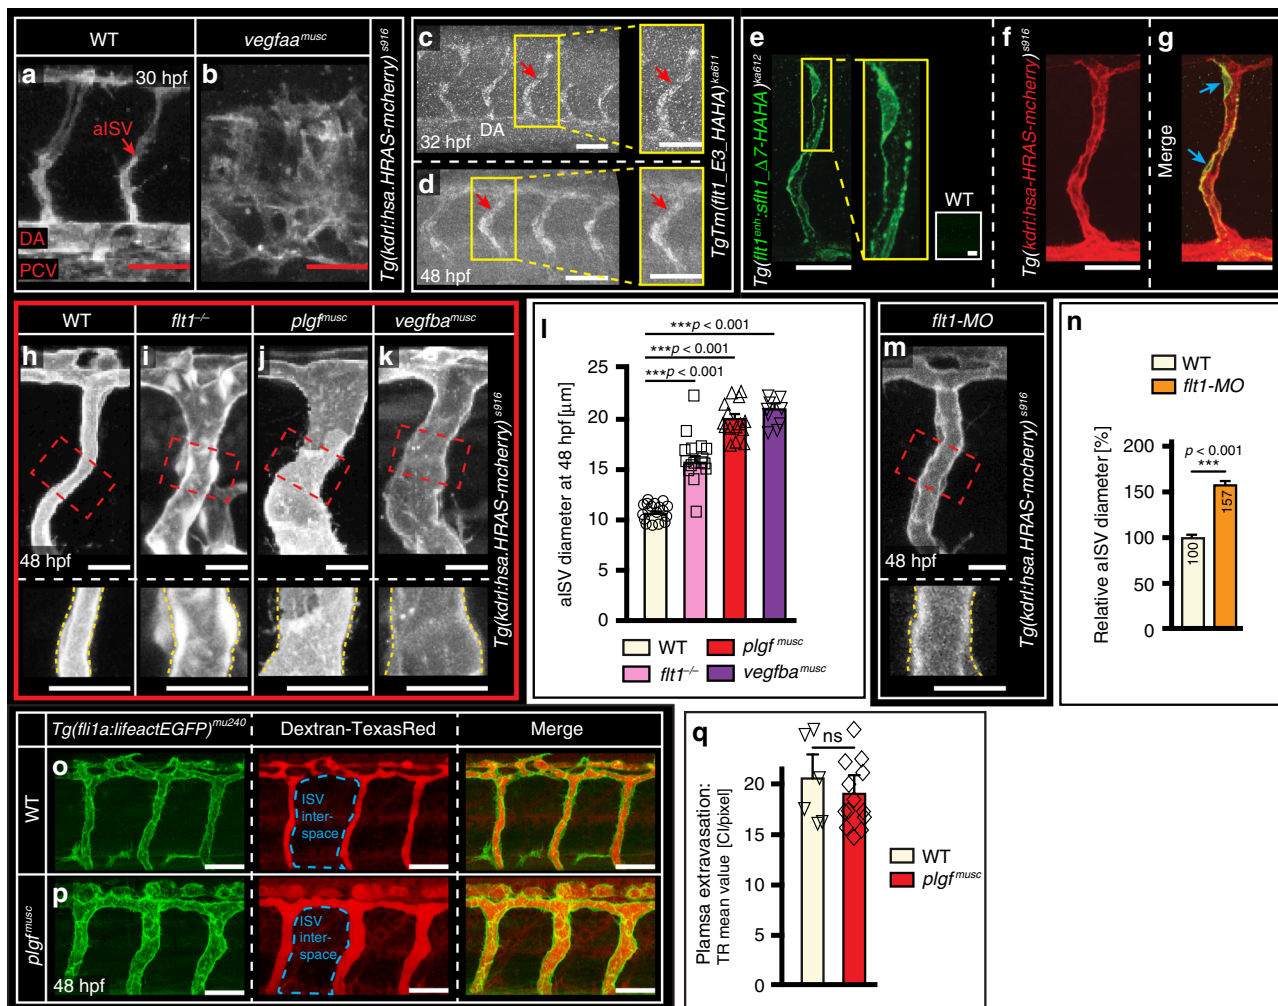 WT
vegfaa^musc
a
30 hpf
aISV
DA
PCV
b
Tg(kdrl:hsa.HRAS-mcherry)^s916
c
32 hpf
DA
d
48 hpf
TgTm(flt1_E3_HAHA)^ka611
e
Tg(flt1^enh:sflt1_Δ7-HAHA)^ka612
WT
f
Tg(kdrl:hsa-HRAS-mcherry)^s916
g
Merge
WT
flt1^–/–
plgf^musc
vegfba^musc
h
i
j
k
48 hpf
Tg(kdrl:hsa.HRAS-mcherry)^s916
l
***p < 0.001
***p < 0.001
***p < 0.001
aISV diameter at 48 hpf [μm]
25
20
15
10
5
0
WT
plgf^musc
flt1^–/–
vegfba^musc
flt1-MO
m
48 hpf
Tg(kdrl:hsa.HRAS-mcherry)^s916
n
WT
flt1-MO
Relative aISV diameter [%]
200
150
100
50
0
p < 0.001
***
100
157
Tg(fli1a:lifeactEGFP)^mu240
Dextran-TexasRed
Merge
WT
o
ISV
inter-
space
plgf^musc
p
48 hpf
ISV
inter-
space
q
ns
Plamsa extravasation:
TR mean value [CI/pixel]
20
15
10
5
0
WT
plgf^musc